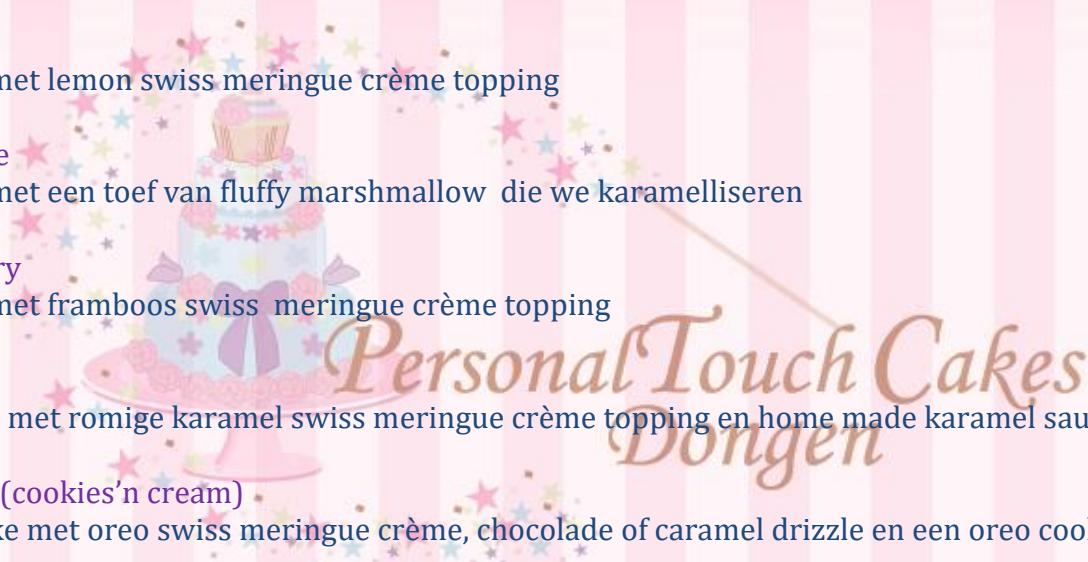 met lemon swiss meringue crème topping
e
met een toef van fluffy marshmallow die we karamelliseren
ry
met framboos swiss meringue crème topping
Personal Touch Cakes
met romige karamel swiss meringue crème topping en home made karamel sau
Dongen
(cookies’n cream)
ke met oreo swiss meringue crème, chocolade of caramel drizzle en een oreo coo